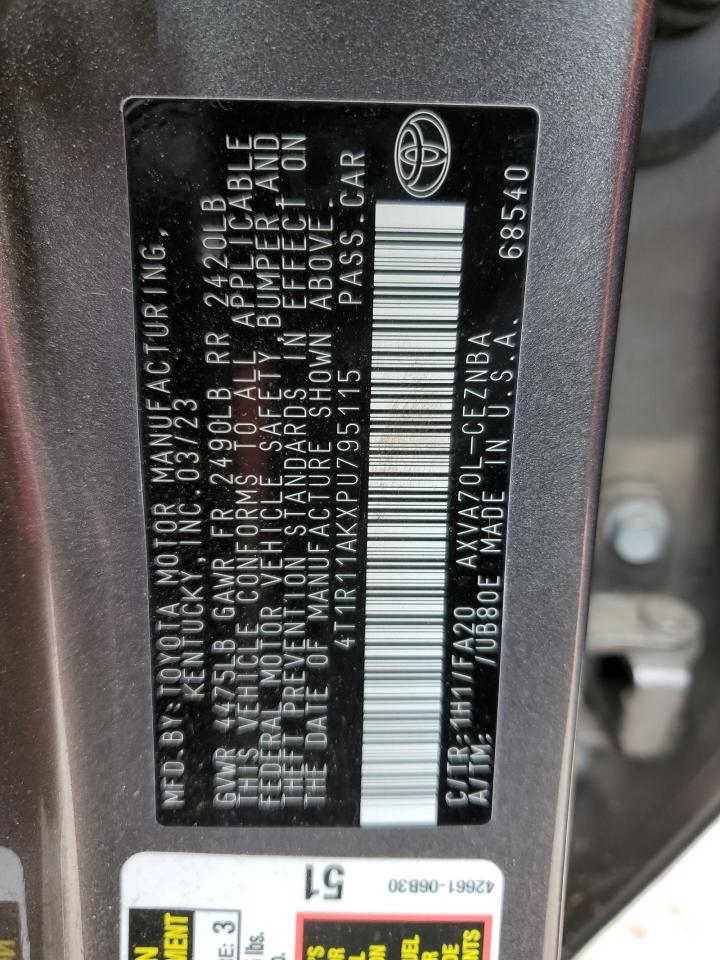 MFD.BY:TOYOTA MOTOR MANUFACTURING,
KENTUCKY,INC.03/23
GVWR 4475LB GAWR FR 2490LB RR 2420LB
THIS VEHICLE CONFORMS TO ALL APPLICABLE
FEDERAL MOTOR VEHICLE SAFETY, BUMPER AND
THEFT PREVENTION STANDARDS IN EFFECT ON
THE DATE OF MANUFACTURE SHOWN ABOVE.
4T1R11AKXPU795115 PASS.CAR
C/TR:1H1/FA20 AXVA70L-CEZNBA 68540
A/TM: /UB80E MADE IN U.S.A.
51
42661-06B30
3
lbs.